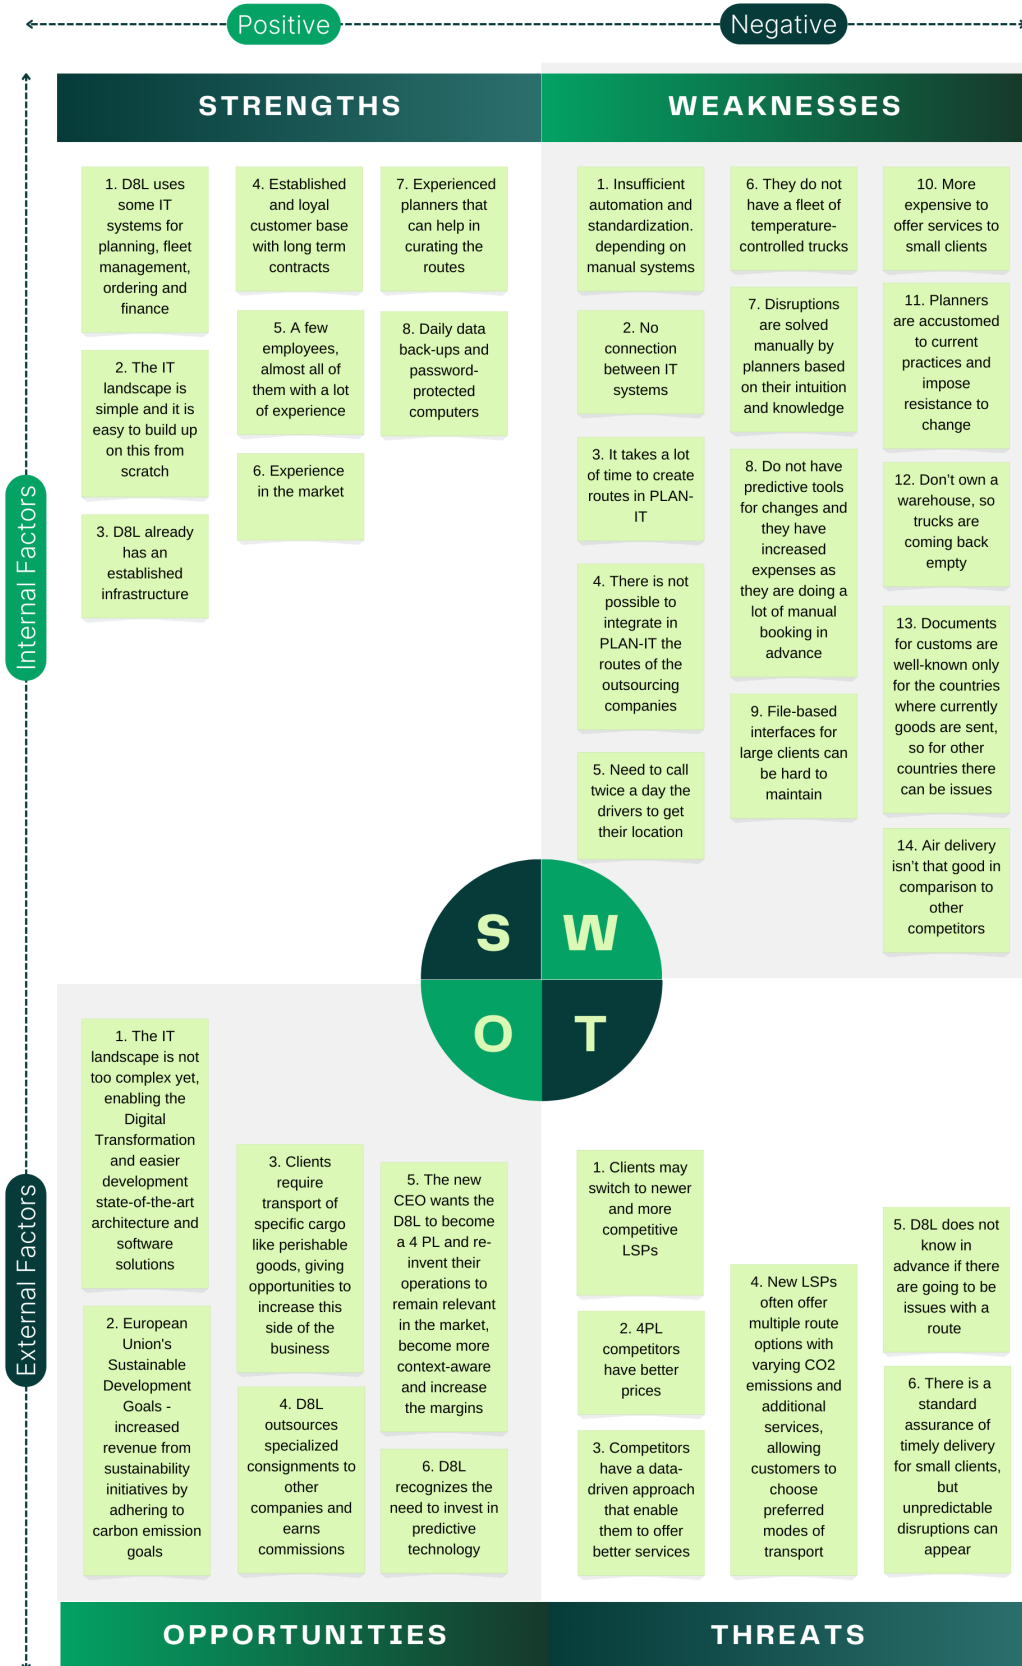 Positive
Negative
STRENGTHS
WEAKNESSES
Internal Factors
External Factors
1. D8L uses
some IT
systems for
planning, fleet
management,
ordering and
finance
2. The IT
landscape is
simple and it is
easy to build up
on this from
scratch
3. D8L already
has an
established
infrastructure
4. Established
and loyal
customer base
with long term
contracts
5. A few
employees,
almost all of
them with a lot
of experience
6. Experience
in the market
7. Experienced
planners that
can help in
curating the
routes
8. Daily data
back-ups and
password-
protected
computers
1. Insufficient
automation and
standardization.
depending on
manual systems
2. No
connection
between IT
systems
3. It takes a lot
of time to create
routes in PLAN-
IT
4. There is not
possible to
integrate in
PLAN-IT the
routes of the
outsourcing
companies
5. Need to call
twice a day the
drivers to get
their location
6. They do not
have a fleet of
temperature-
controlled trucks
7. Disruptions
are solved
manually by
planners based
on their intuition
and knowledge
8. Do not have
predictive tools
for changes and
they have
increased
expenses as
they are doing a
lot of manual
booking in
advance
9. File-based
interfaces for
large clients can
be hard to
maintain
10. More
expensive to
offer services to
small clients
11. Planners
are accustomed
to current
practices and
impose
resistance to
change
12. Don't own a
warehouse, so
trucks are
coming back
empty
13. Documents
for customs are
well-known only
for the countries
where currently
goods are sent,
so for other
countries there
can be issues
14. Air delivery
isn't that good in
comparison to
other
competitors
S
W
O
T
1. The IT
landscape is not
too complex yet,
enabling the
Digital
Transformation
and easier
development
state-of-the-art
architecture and
software
solutions
2. European
Union's
Sustainable
Development
Goals -
increased
revenue from
sustainability
initiatives by
adhering to
carbon emission
goals
3. Clients
require
transport of
specific cargo
like perishable
goods, giving
opportunities to
increase this
side of the
business
4. D8L
outsources
specialized
consignments to
other
companies and
earns
commissions
5. The new
CEO wants the
D8L to become
a 4 PL and re-
invent their
operations to
remain relevant
in the market,
become more
context-aware
and increase
the margins
6. D8L
recognizes the
need to invest in
predictive
technology
1. Clients may
switch to newer
and more
competitive
LSPs
2. 4PL
competitors
have better
prices
3. Competitors
have a data-
driven approach
that enable
them to offer
better services
4. New LSPs
often offer
multiple route
options with
varying CO2
emissions and
additional
services,
allowing
customers to
choose
preferred
modes of
transport
5. D8L does not
know in
advance if there
are going to be
issues with a
route
6. There is a
standard
assurance of
timely delivery
for small clients,
but
unpredictable
disruptions can
appear
OPPORTUNITIES
THREATS